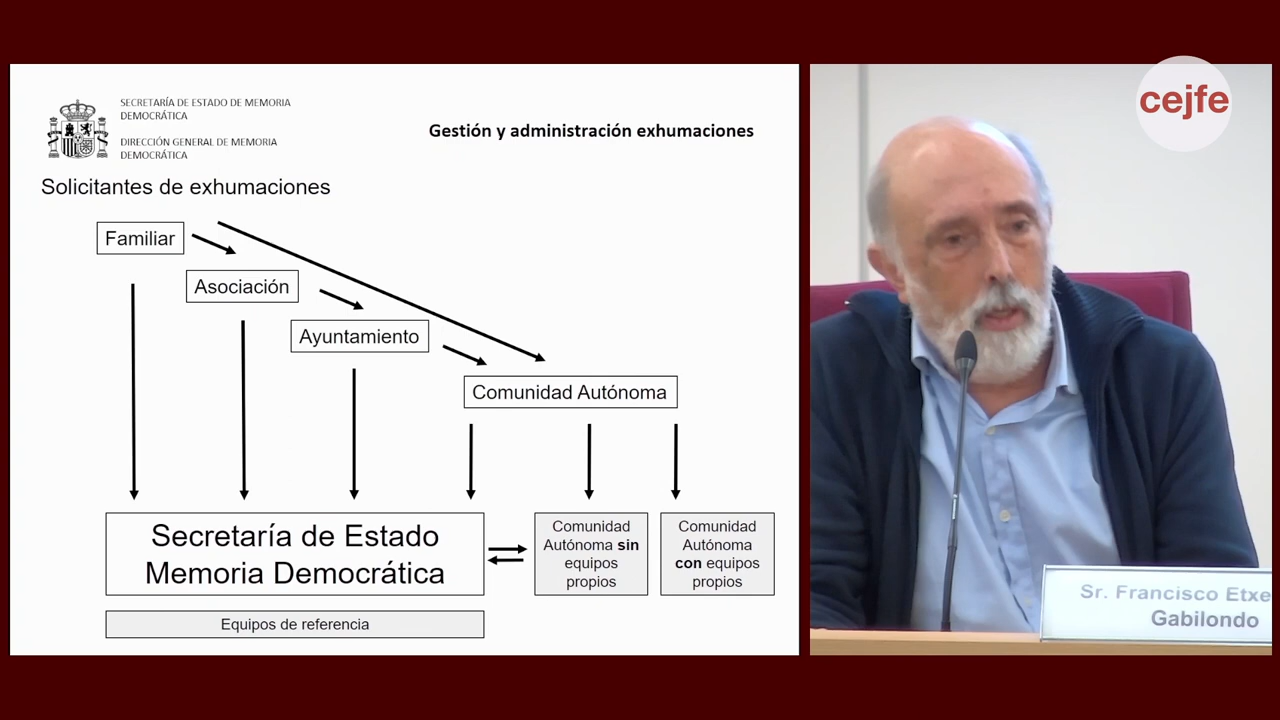 SECRETARÍA DE ESTADO DE MEMORIA
DEMOCRÁTICA
DIRECCIÓN GENERAL DE MEMORIA
DEMOCRÁTICA
Gestión y administración exhumaciones
Solicitantes de exhumaciones
Familiar
Asociación
Ayuntamiento
Comunidad Autónoma
Secretaría de Estado
Memoria Democrática
Comunidad
Autónoma sin
equipos
propios
Comunidad
Autónoma
con equipos
propios
Equipos de referencia
cejfe
Sr. Francisco Etxe
Gabilondo